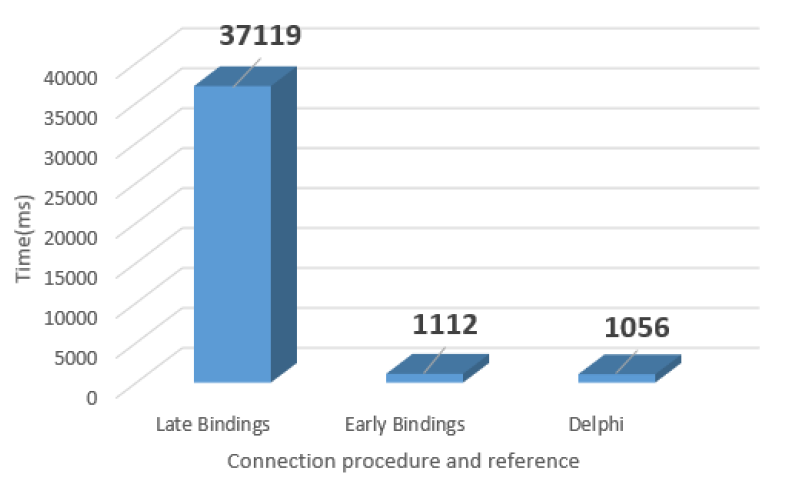 37119
40000
35000
30000
25000
20000
15000
10000
5000
0
Time(ms)
1112
1056
Late Bindings
Early Bindings
Delphi
Connection procedure and reference